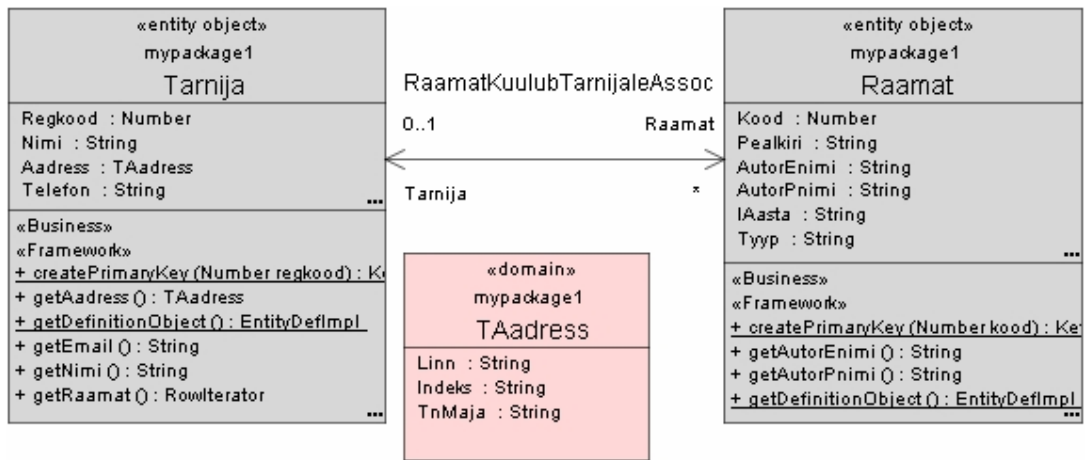 «entity object»
mypackage1
Tarnija
Regkood : Number
Nimi : String
Aadress : TAadress
Telefon : String
...
«Business»
«Framework»
+ createPrimaryKey (Number regkood) : Ke
+ getAadress () : TAadress
+ getDefinitionObject () : EntityDefImpl
+ getEmail () : String
+ getNimi () : String
+ getRaamat () : RowIterator
...
RaamatKuulubTarnijaleAssoc
0..1 Raamat
Tarnija *
«domain»
mypackage1
TAadress
Linn : String
Indeks : String
TnMaja : String
«entity object»
mypackage1
Raamat
Kood : Number
Pealkiri : String
AutorEnimi : String
AutorPnimi : String
IAasta : String
Tyyp : String
...
«Business»
«Framework»
+ createPrimaryKey (Number kood) : Key
+ getAutorEnimi () : String
+ getAutorPnimi () : String
+ getDefinitionObject () : EntityDefImpl
...